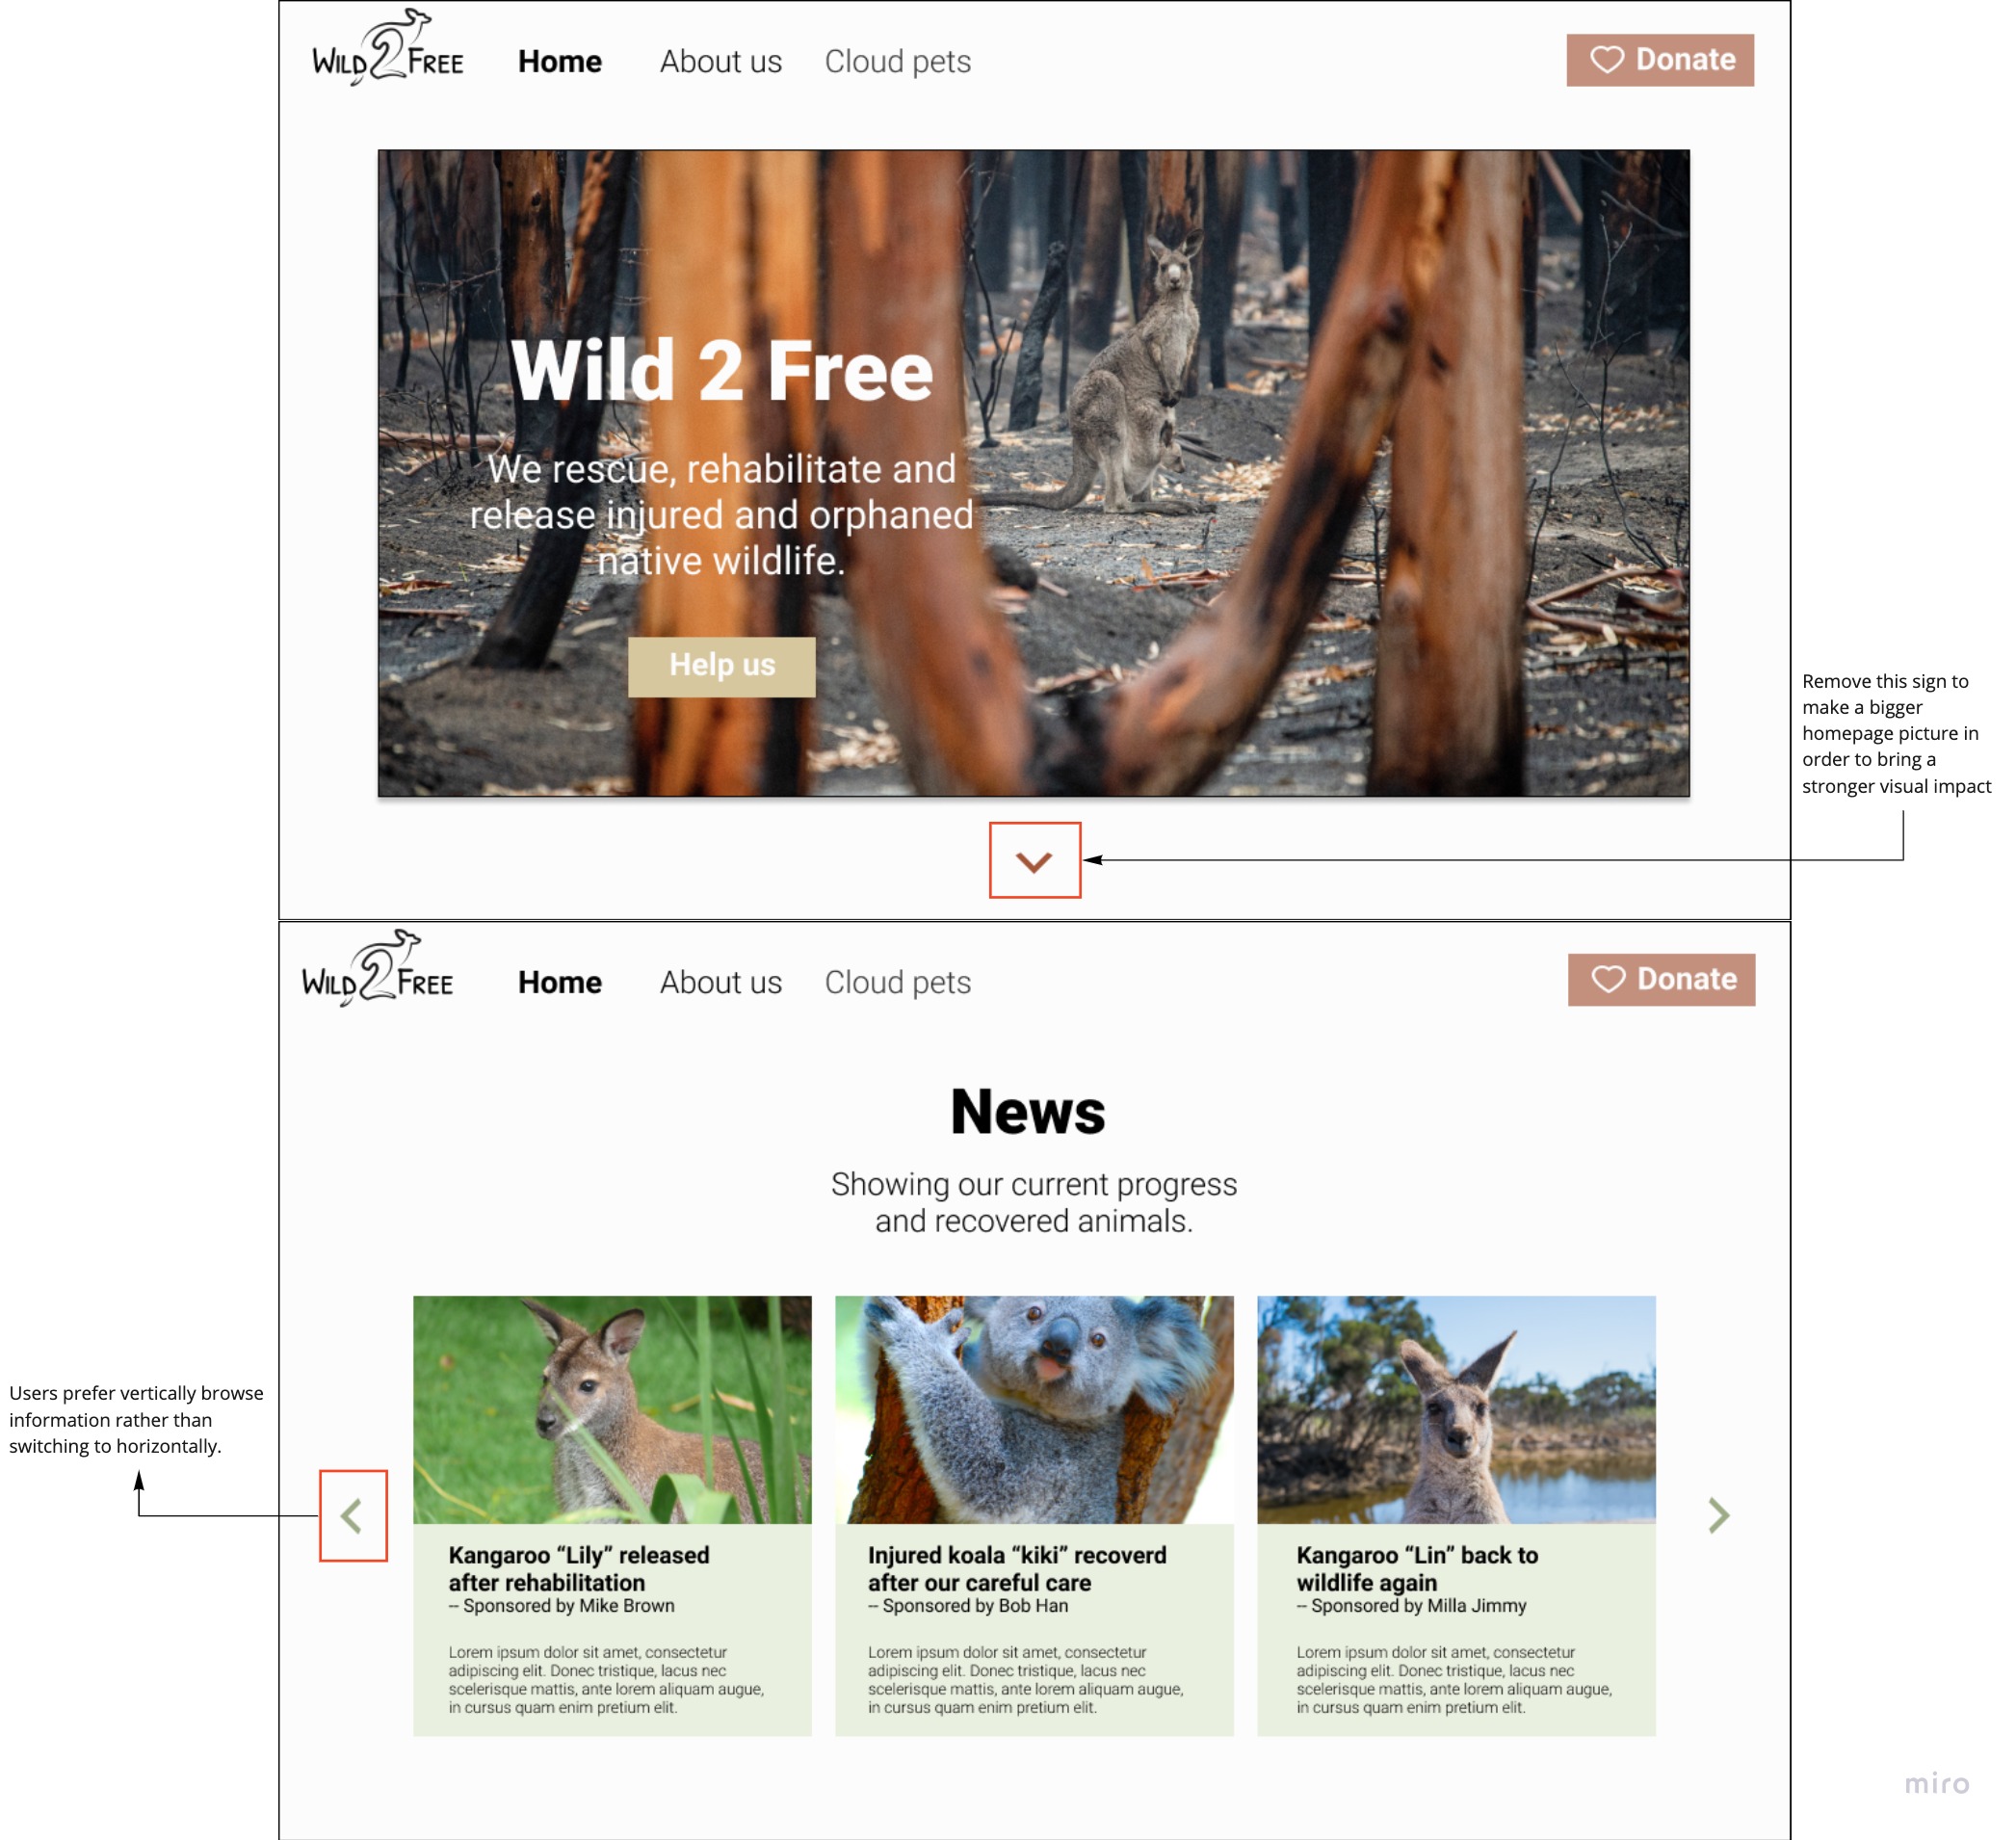 WILD 2 FREE
Home
About us
Cloud pets
Donate
Wild 2 Free
We rescue, rehabilitate and
release injured and orphaned
native wildlife.
Help us
Remove this sign to
make a bigger
homepage picture in
order to bring a
stronger visual impact
WILD 2 FREE
Home
About us
Cloud pets
Donate
News
Showing our current progress
and recovered animals.
Users prefer vertically browse
information rather than
switching to horizontally.
Kangaroo “Lily” released
after rehabilitation
-- Sponsored by Mike Brown
Lorem ipsum dolor sit amet, consectetur
adipiscing elit. Donec tristique, lacus nec
scelerisque mattis, ante lorem aliquam augue,
in cursus quam enim pretium elit.
Injured koala “kiki” recoverd
after our careful care
-- Sponsored by Bob Han
Lorem ipsum dolor sit amet, consectetur
adipiscing elit. Donec tristique, lacus nec
scelerisque mattis, ante lorem aliquam augue,
in cursus quam enim pretium elit.
Kangaroo “Lin” back to
wildlife again
-- Sponsored by Milla Jimmy
Lorem ipsum dolor sit amet, consectetur
adipiscing elit. Donec tristique, lacus nec
scelerisque mattis, ante lorem aliquam augue,
in cursus quam enim pretium elit.
miro